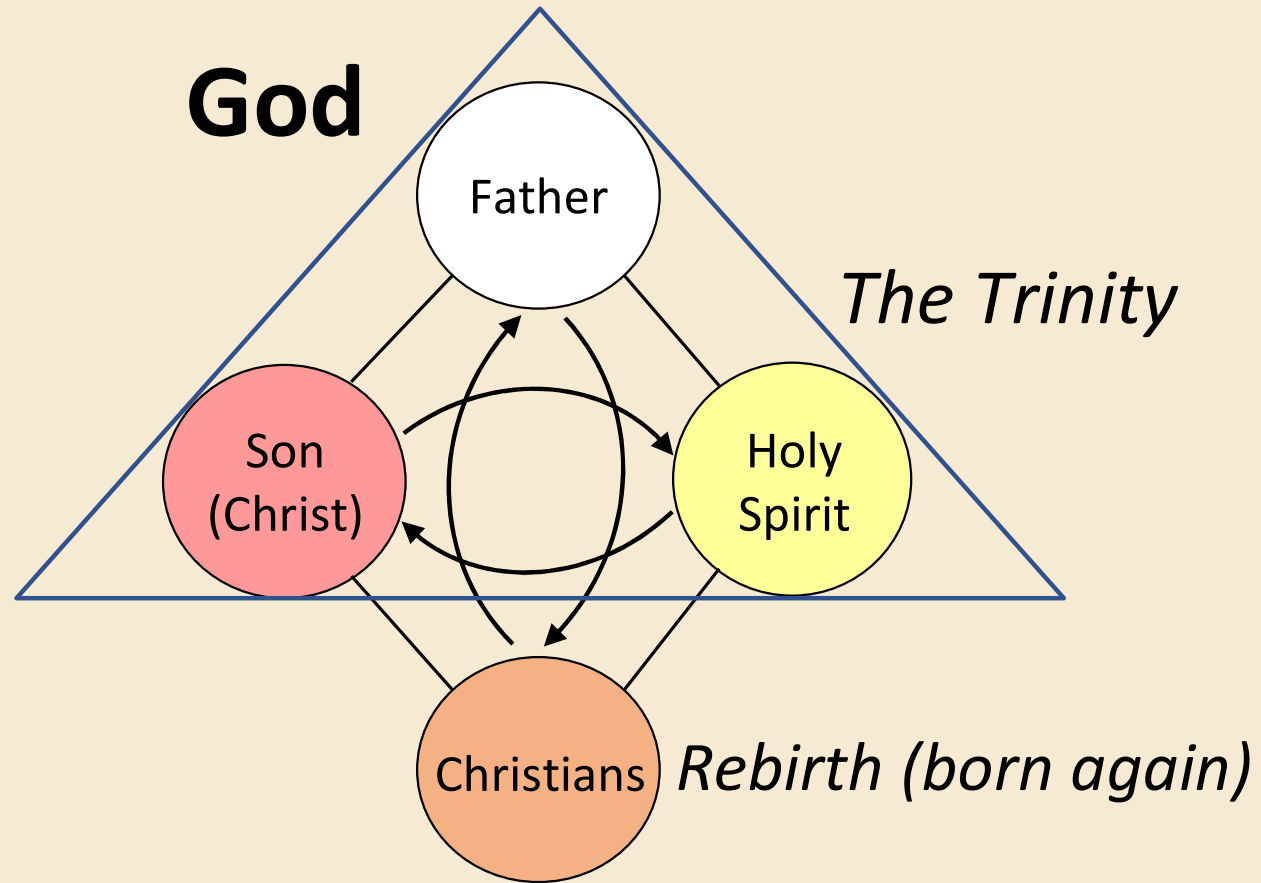 God
Father
The Trinity
Son
(Christ)
Holy
Spirit
Christians
Rebirth (born again)